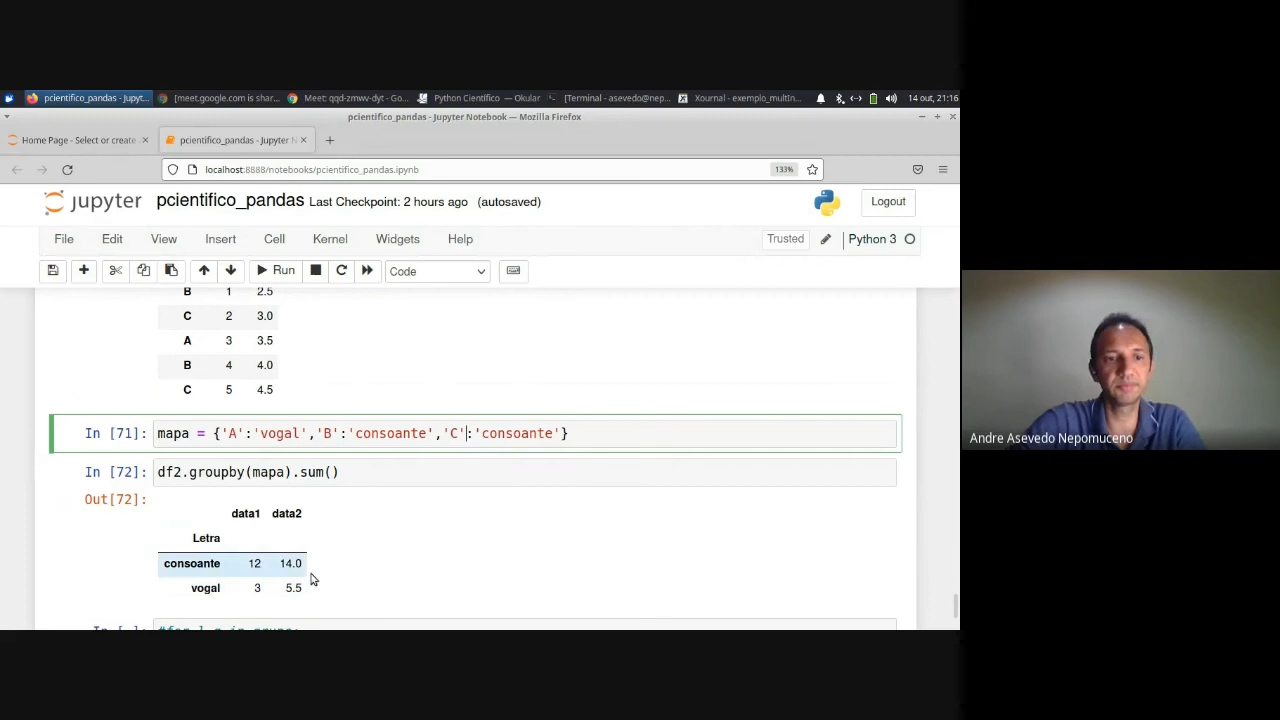 pcientifico_pandas - Jupyt...
[meet.google.com is shar...
Meet: qqd-zmwv-dyt - Go...
Python Científico — Okular
[Terminal - asevedo@nep...
Xournal - exemplo_multIn...
14 out, 21:16
pcientifico_pandas - Jupyter Notebook — Mozilla Firefox
Home Page - Select or create
pcientifico_pandas - Jupyter N
localhost:8888/notebooks/pcientifico_pandas.ipynb
133%
jupyter pcientifico_pandas Last Checkpoint: 2 hours ago (autosaved)
Logout
File Edit View Insert Cell Kernel Widgets Help
Trusted
Python 3
Run
Code
B 1 2.5
C 2 3.0
A 3 3.5
B 4 4.0
C 5 4.5
In [71]: mapa = {'A':'vogal','B':'consoante','C':'consoante'}
In [72]: df2.groupby(mapa).sum()
Out[72]:
data1 data2
Letra
consoante 12 14.0
vogal 3 5.5
Andre Asevedo Nepomuceno